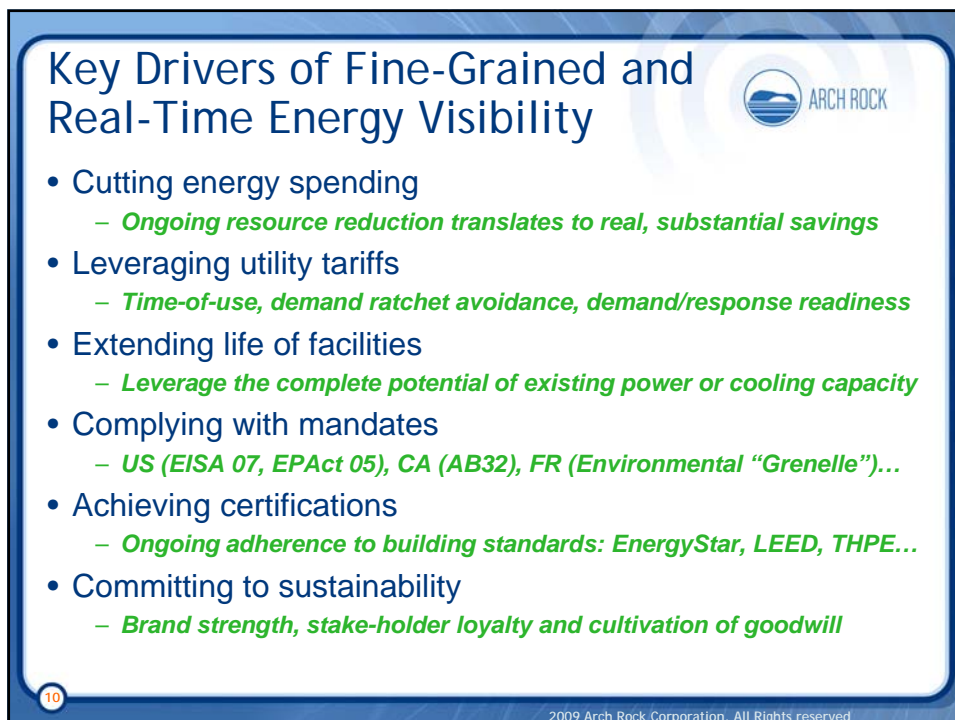 Key Drivers of Fine-Grained and
Real-Time Energy Visibility
ARCH ROCK
• Cutting energy spending
– Ongoing resource reduction translates to real, substantial savings
• Leveraging utility tariffs
– Time-of-use, demand ratchet avoidance, demand/response readiness
• Extending life of facilities
– Leverage the complete potential of existing power or cooling capacity
• Complying with mandates
– US (EISA 07, EPAct 05), CA (AB32), FR (Environmental “Grenelle”)…
• Achieving certifications
– Ongoing adherence to building standards: EnergyStar, LEED, THPE…
• Committing to sustainability
– Brand strength, stake-holder loyalty and cultivation of goodwill
10
2009 Arch Rock Corporation. All Rights reserved